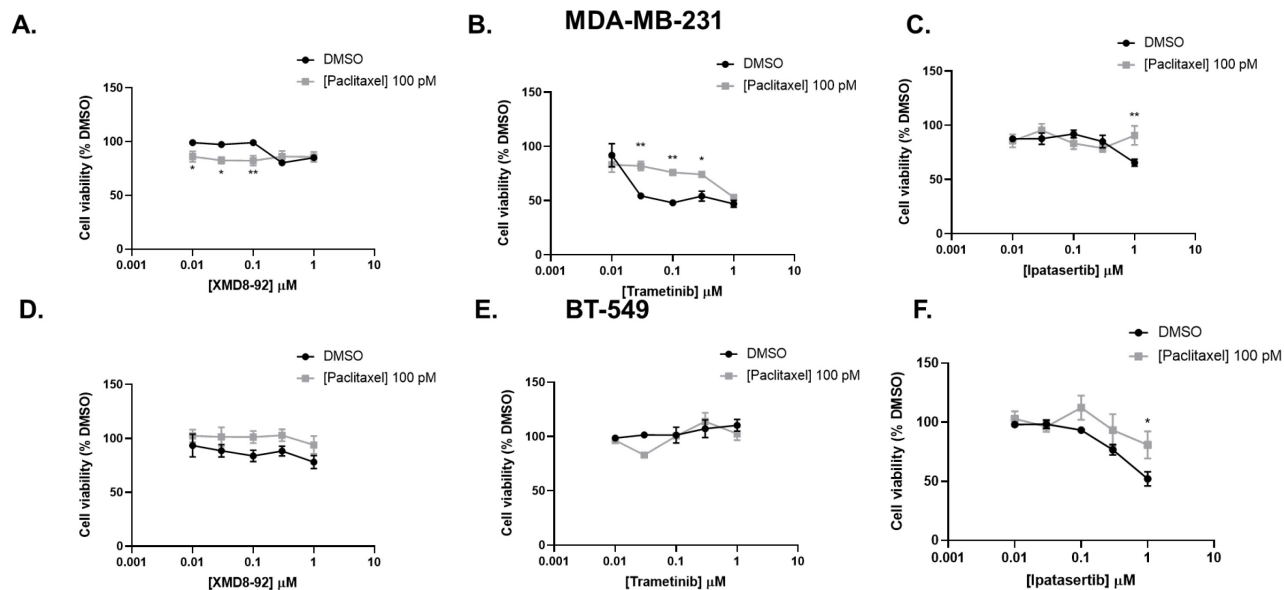 MDA-MB-231
A.
DMSO
[Paclitaxel] 100 pM
Cell viability (% DMSO)
150
100
50
0
*
*
**
0.001
0.01
0.1
1
10
[XMD8-92] μM
B.
DMSO
[Paclitaxel] 100 pM
Cell viability (% DMSO)
150
100
50
0
**
**
*
0.001
0.01
0.1
1
10
[Trametinib] μM
C.
DMSO
[Paclitaxel] 100 pM
Cell viability (% DMSO)
150
100
50
0
**
0.001
0.01
0.1
1
10
[Ipatasertib] μM
BT-549
D.
DMSO
[Paclitaxel] 100 pM
Cell viability (% DMSO)
150
100
50
0
0.001
0.01
0.1
1
10
[XMD8-92] μM
E.
DMSO
[Paclitaxel] 100 pM
Cell viability (% DMSO)
150
100
50
0
0.001
0.01
0.1
1
10
[Trametinib] μM
F.
DMSO
[Paclitaxel] 100 pM
Cell viability (% DMSO)
150
100
50
0
*
0.001
0.01
0.1
1
10
[Ipatasertib] μM